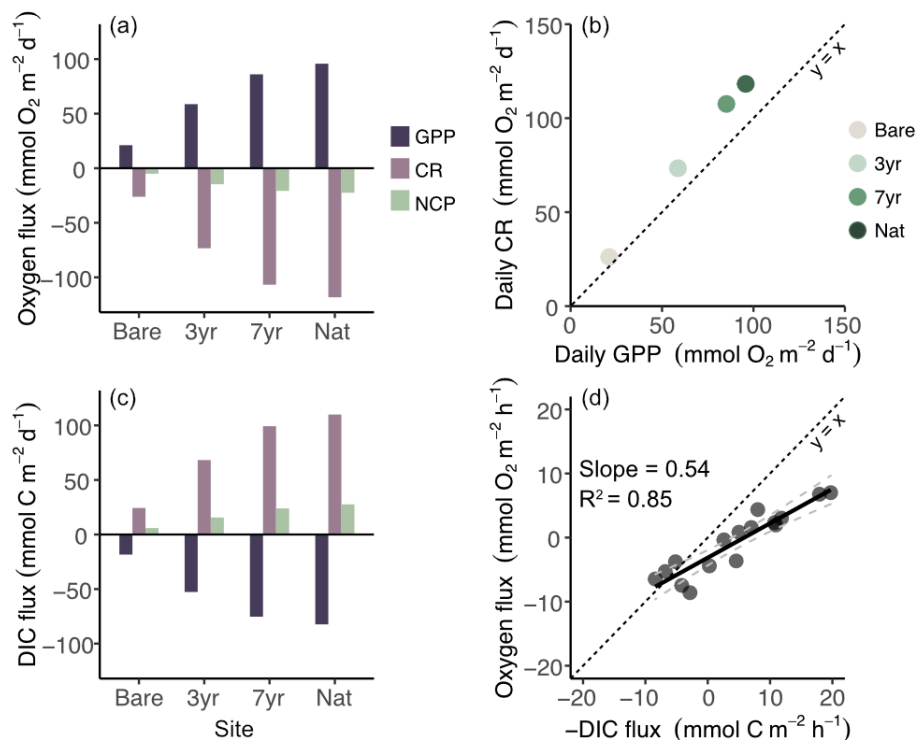 (a)
Oxygen flux (mmol O₂ m⁻² d⁻¹)
100
50
0
−50
−100
Bare 3yr 7yr Nat
GPP
CR
NCP
(b)
Daily CR (mmol O₂ m⁻² d⁻¹)
150
100
50
0
y = x
0 50 100 150
Daily GPP (mmol O₂ m⁻² d⁻¹)
Bare
3yr
7yr
Nat
(c)
DIC flux (mmol C m⁻² d⁻¹)
100
50
0
−50
−100
Bare 3yr 7yr Nat
Site
(d)
Oxygen flux (mmol O₂ m⁻² h⁻¹)
20
10
0
−10
−20
y = x
Slope = 0.54
R² = 0.85
−20 −10 0 10 20
−DIC flux (mmol C m⁻² h⁻¹)